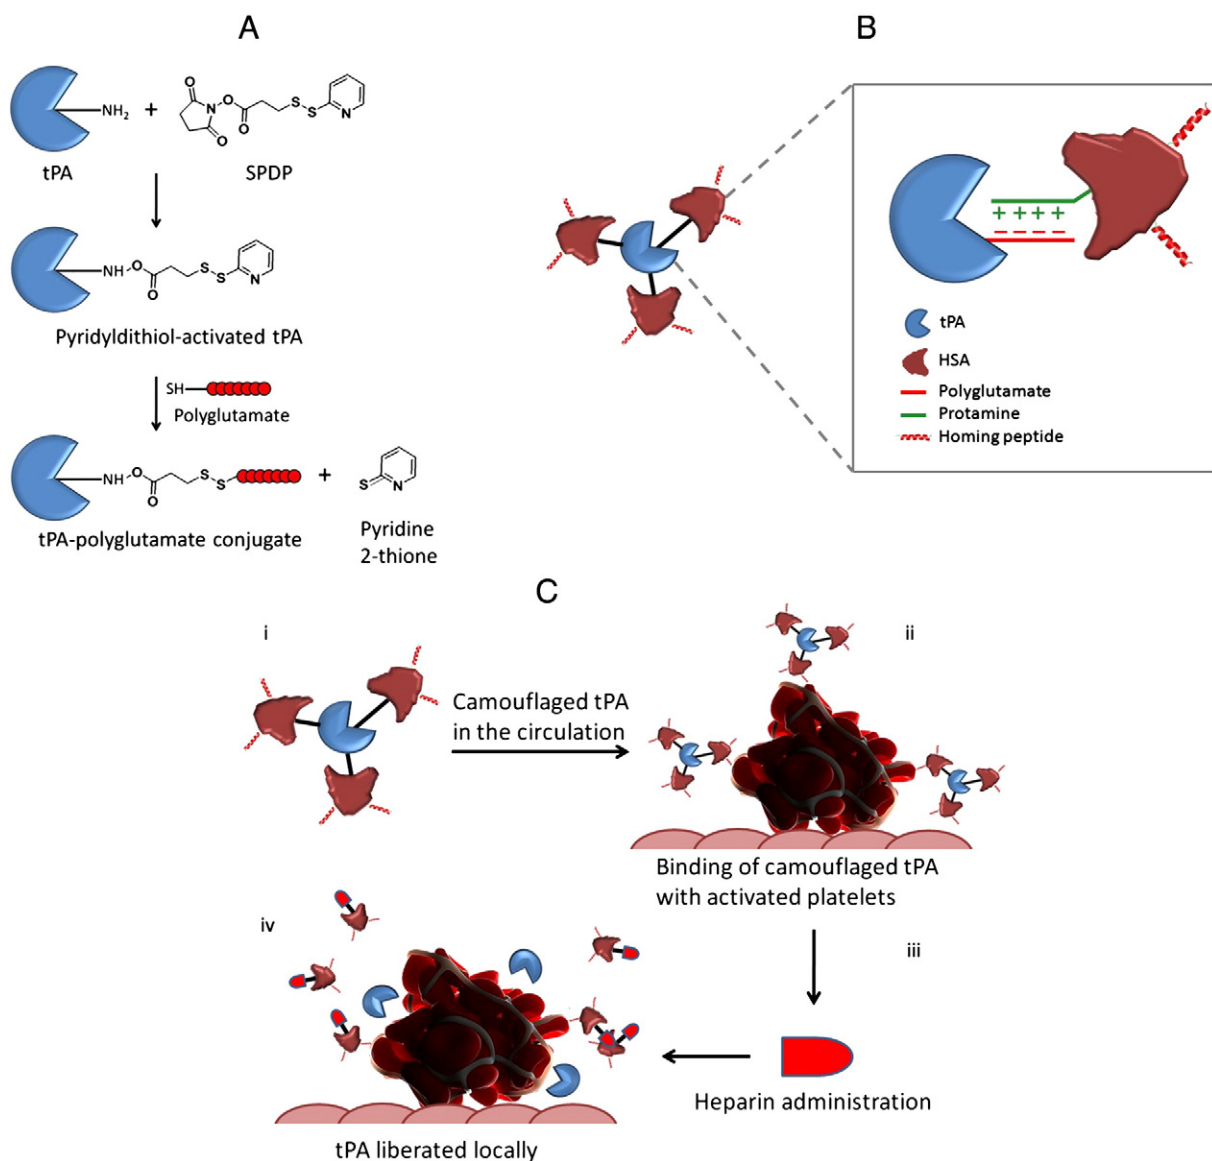 A
NH2
+
O
O
N
O
O
O
S
S
N
tPA
SPDP
NH
O
O
S
S
N
Pyridyldithiol-activated tPA
SH
Polyglutamate
NH
O
O
S
S
+
S
N
tPA-polyglutamate conjugate
Pyridine
2-thione
B
+ + + +
− − − −
tPA
HSA
Polyglutamate
Protamine
Homing peptide
C
i
Camouflaged tPA
in the circulation
ii
Binding of camouflaged tPA
with activated platelets
iii
Heparin administration
iv
tPA liberated locally